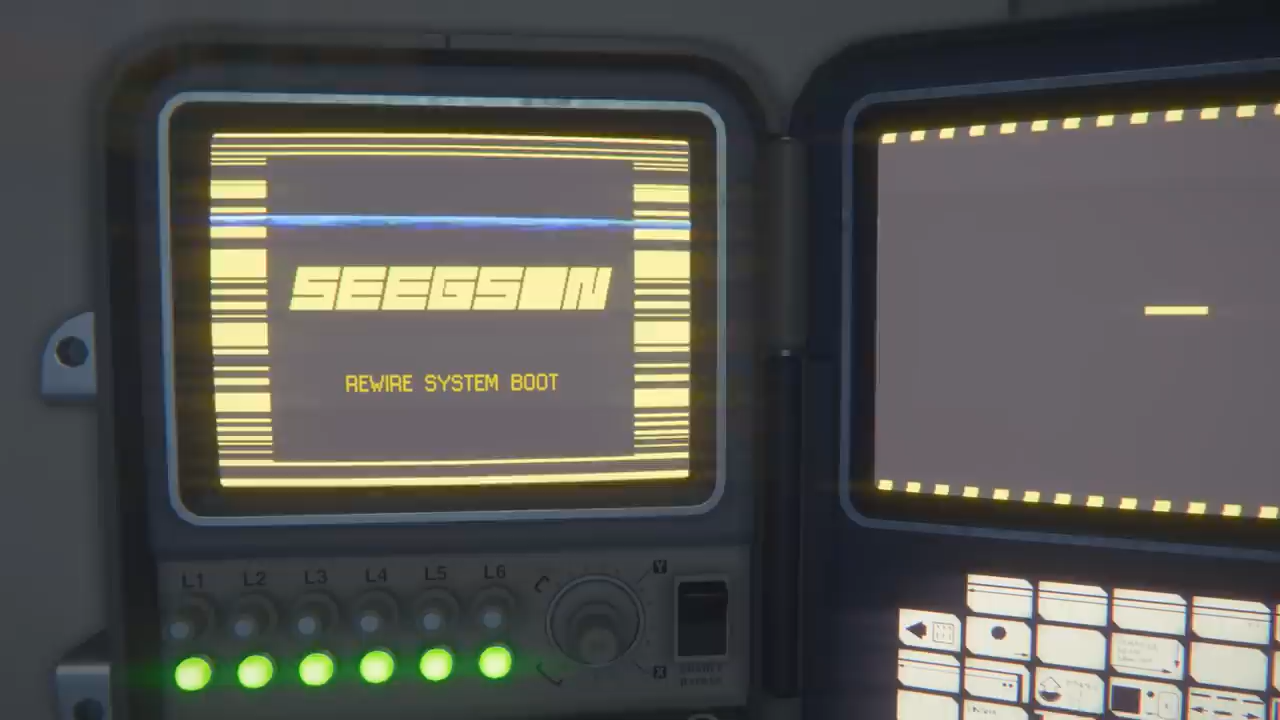 SEEGSON
REWIRE SYSTEM BOOT
L1 L2 L3 L4 L5 L6
Y
X